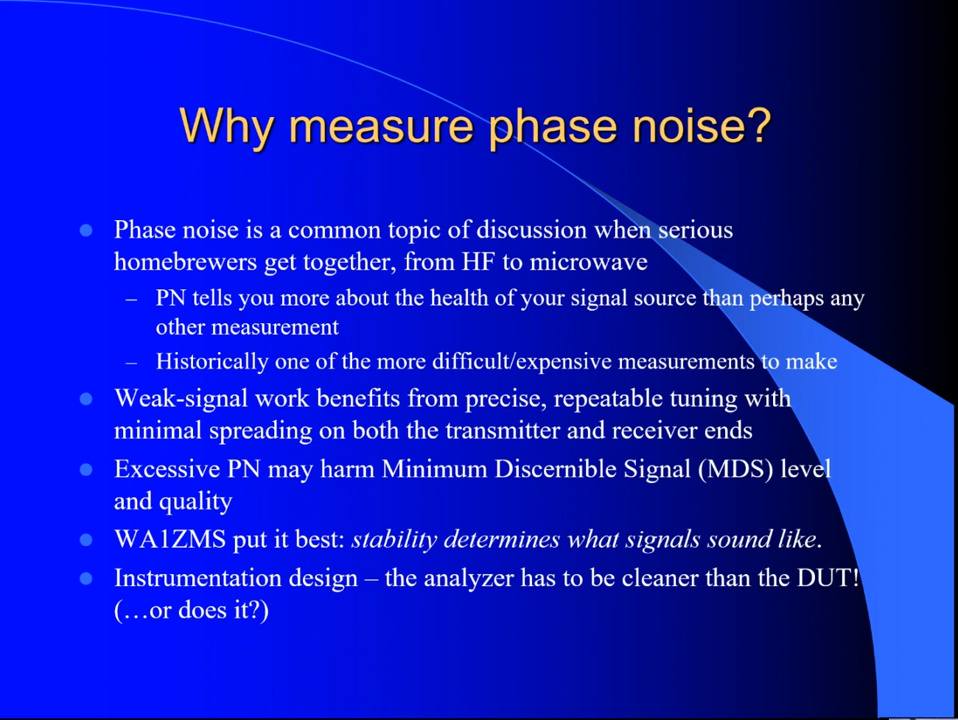 Why measure phase noise?
Phase noise is a common topic of discussion when serious
homebrewers get together, from HF to microwave
– PN tells you more about the health of your signal source than perhaps any
other measurement
– Historically one of the more difficult/expensive measurements to make
Weak-signal work benefits from precise, repeatable tuning with
minimal spreading on both the transmitter and receiver ends
Excessive PN may harm Minimum Discernible Signal (MDS) level
and quality
WA1ZMS put it best: stability determines what signals sound like.
Instrumentation design – the analyzer has to be cleaner than the DUT!
(…or does it?)